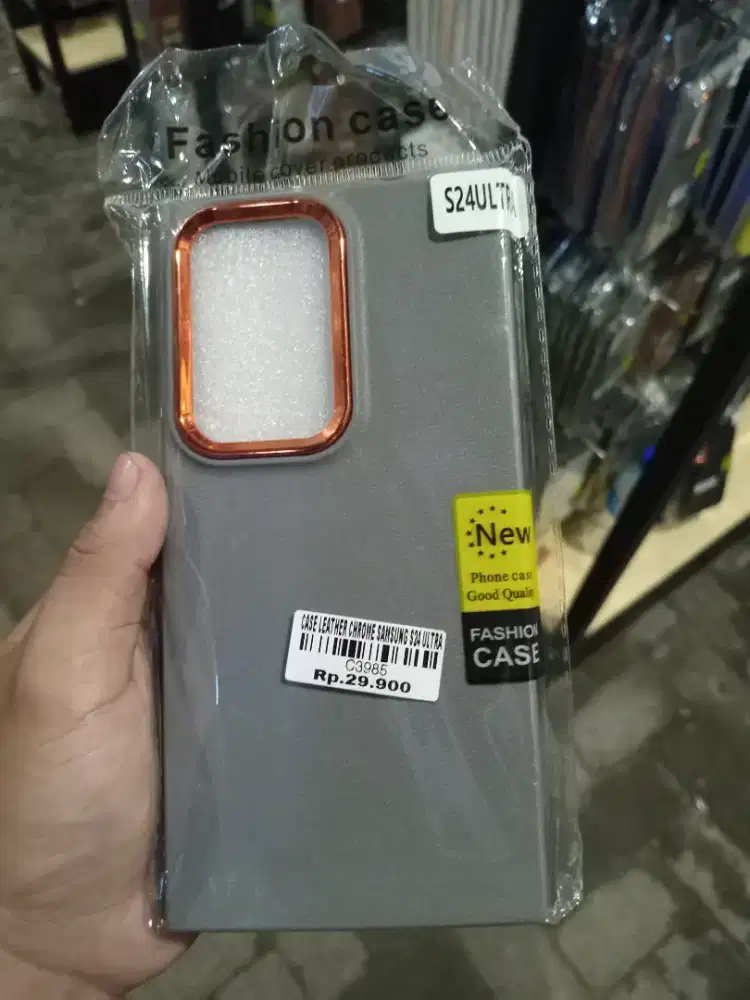 Fashion case
Mobile cover products
S24ULTRA
New
Phone case
Good Quality
FASHION
CASE
CASE LEATHER CHROME SAMSUNG S24 ULTRA
C3985
Rp.29.900